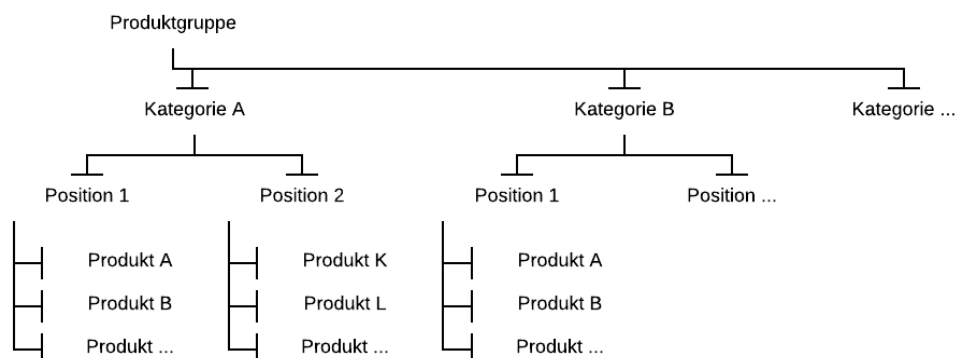 Produktgruppe
Kategorie A
Kategorie B
Kategorie ...
Position 1
Position 2
Position 1
Position ...
Produkt A
Produkt K
Produkt A
Produkt B
Produkt L
Produkt B
Produkt ...
Produkt ...
Produkt ...